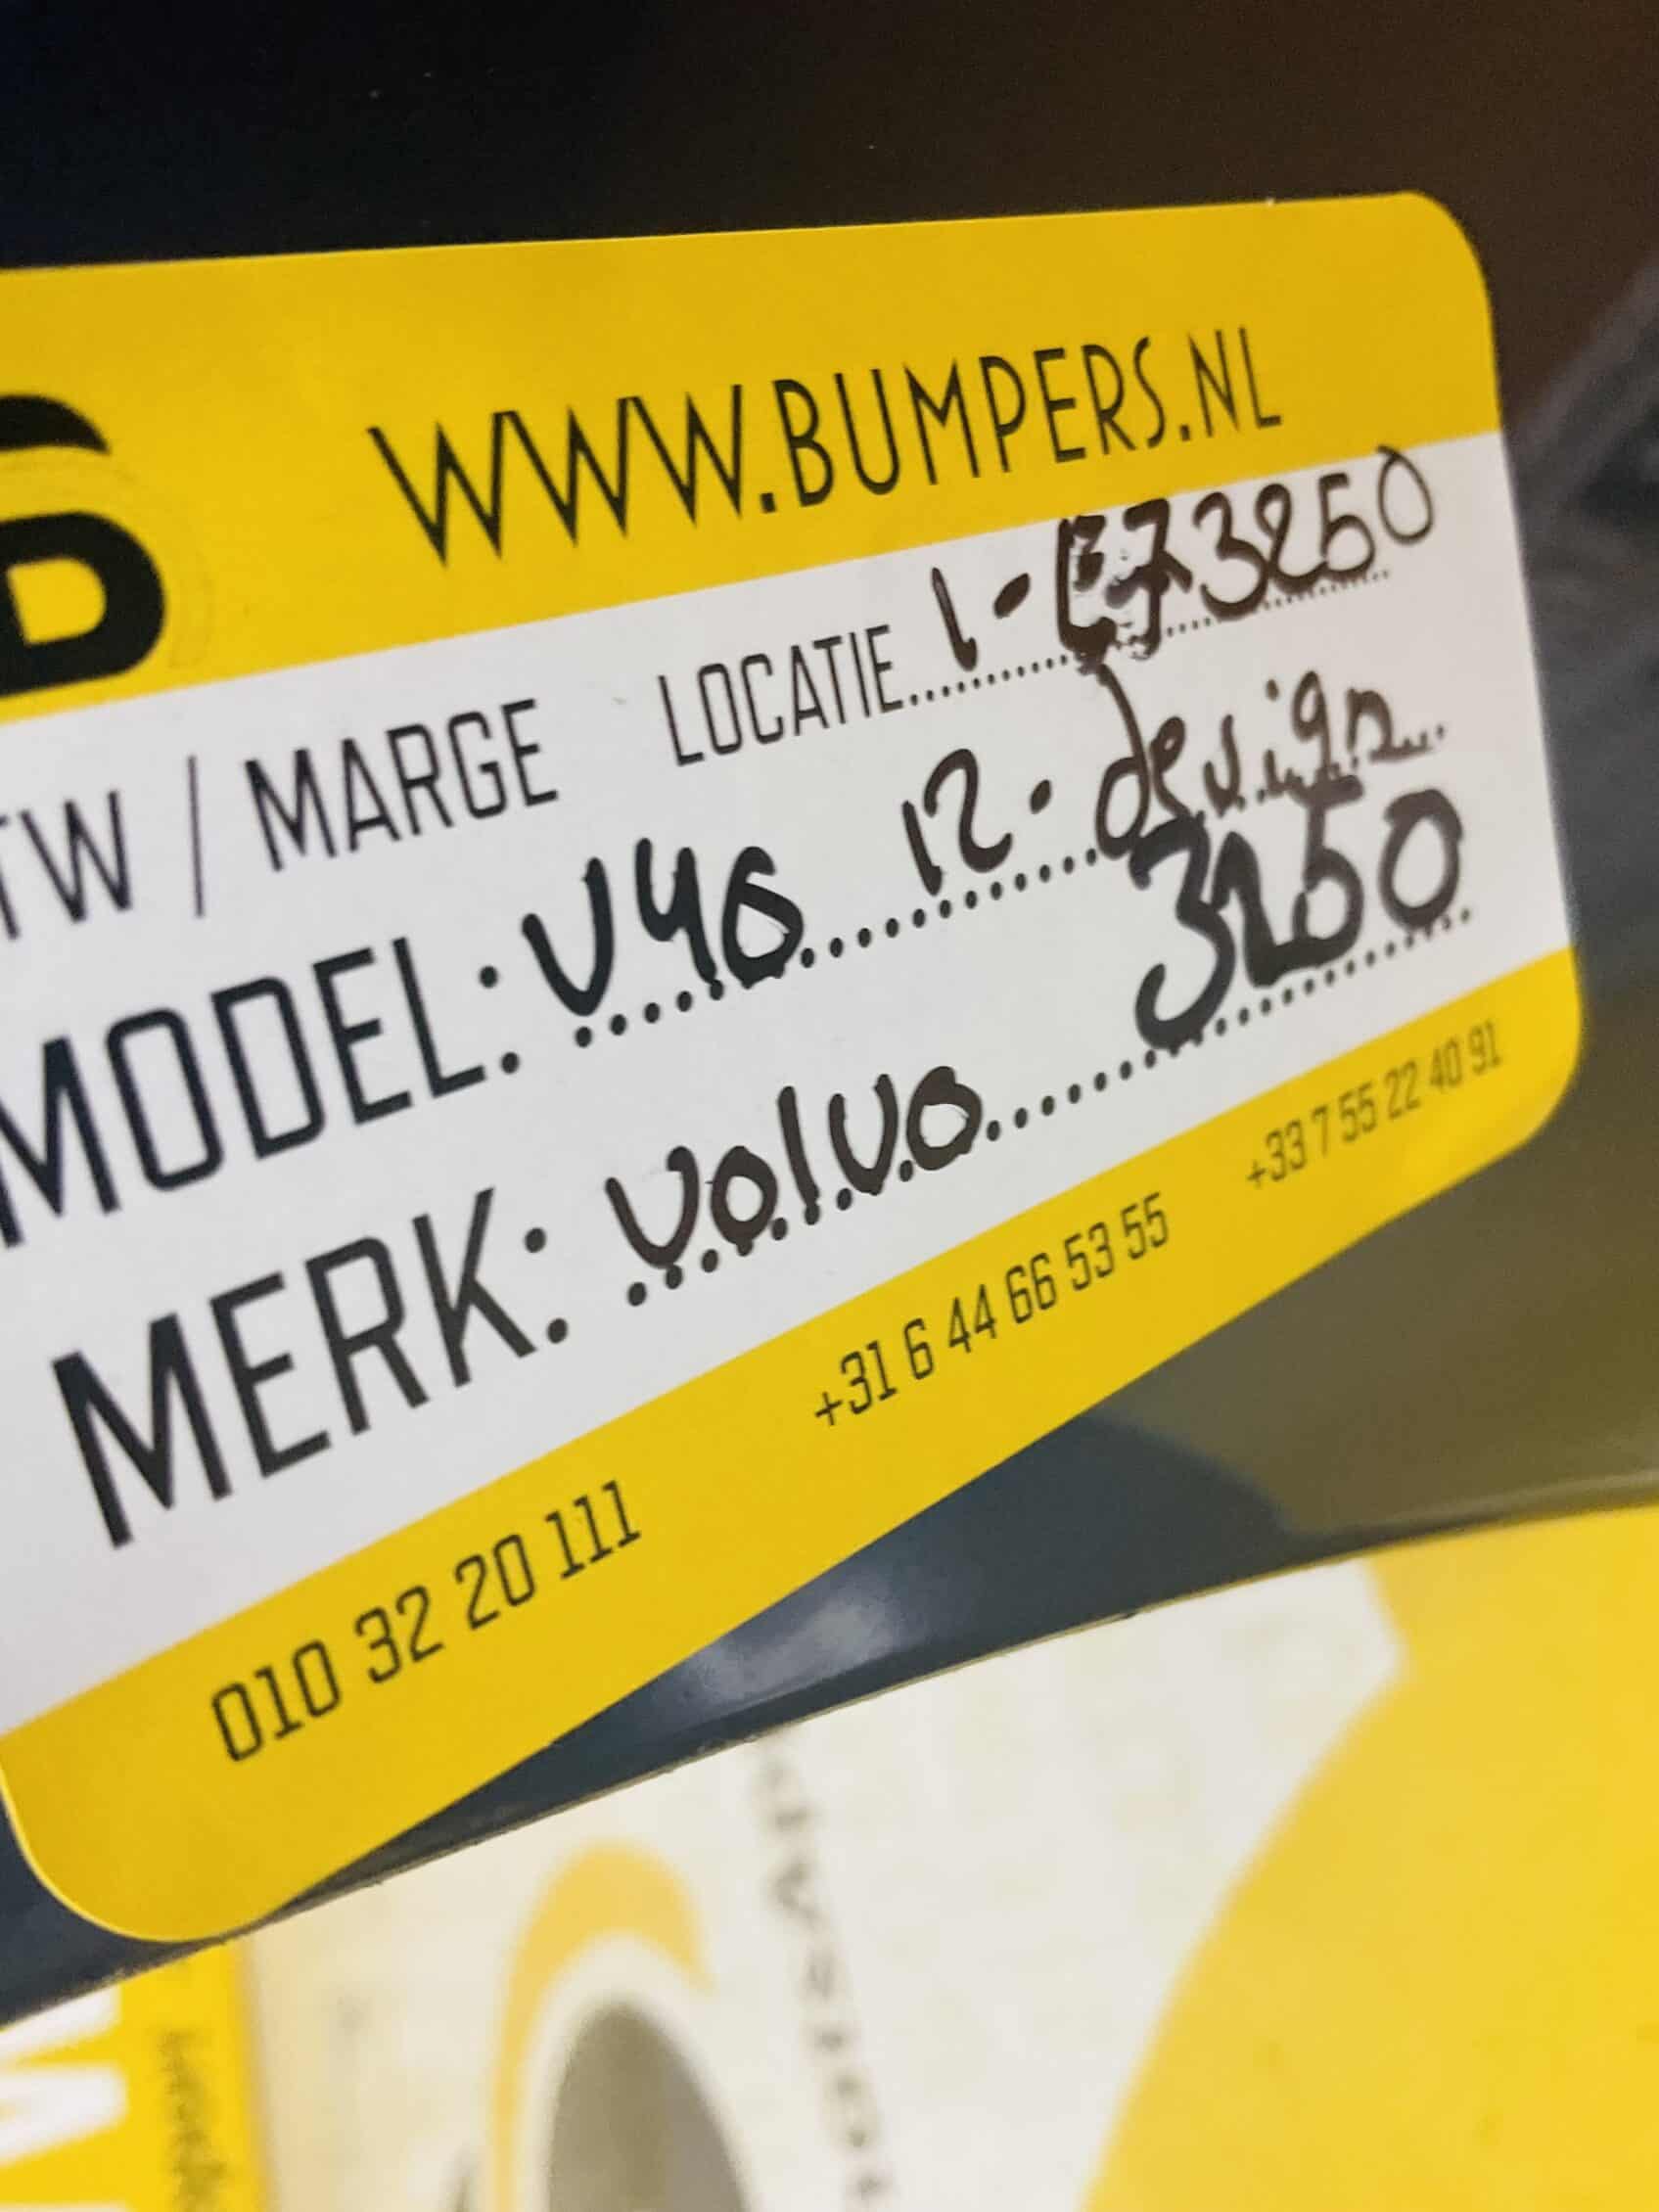 WWW.BUMPERS.NL
TW / MARGE LOCATIE 1-E73250
MODEL: V40 12. design
MERK: Volvo 3250
010 32 20 111 +31 6 44 66 53 55 +33 7 55 22 40 91